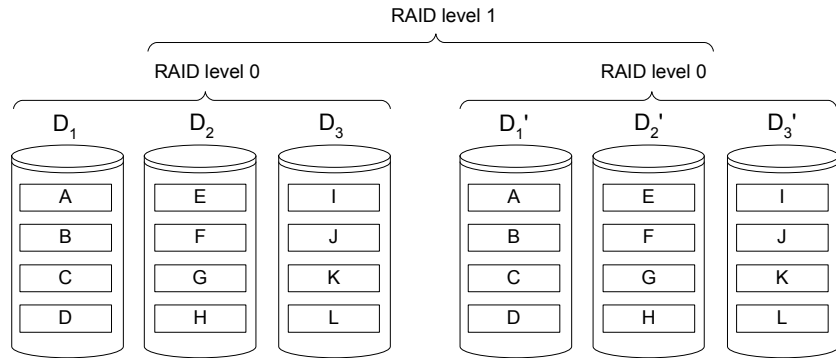 RAID level 1
RAID level 0 RAID level 0
D1 D2 D3 D1' D2' D3'
A E I A E I
B F J B F J
C G K C G K
D H L D H L